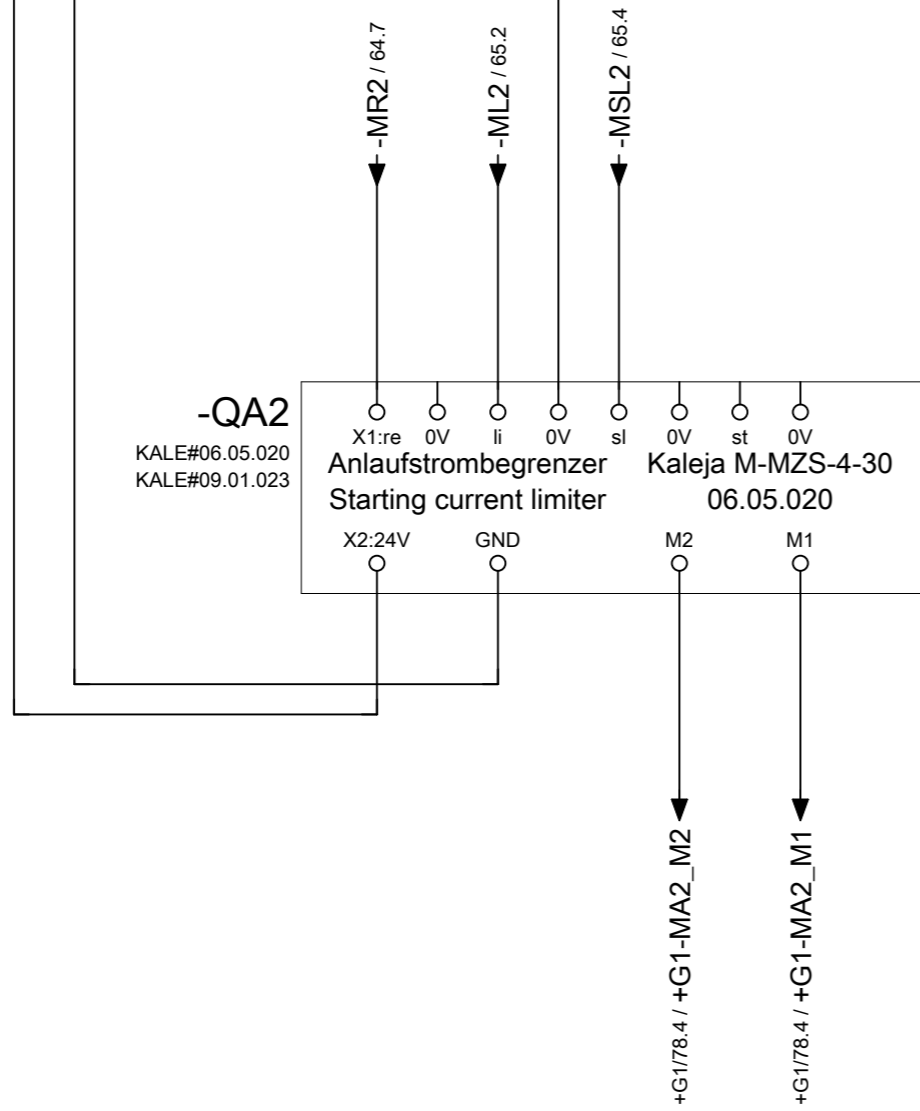 -MR2 / 64.7
-ML2 / 65.2
-MSL2 / 65.4
-QA2
KALE#06.05.020
KALE#09.01.023
X1:re 0V li 0V sl 0V st 0V
Anlaufstrombegrenzer Kaleja M-MZS-4-30
Starting current limiter 06.05.020
X2:24V GND M2 M1
+G1/78.4 / +G1-MA2_M2
+G1/78.4 / +G1-MA2_M1